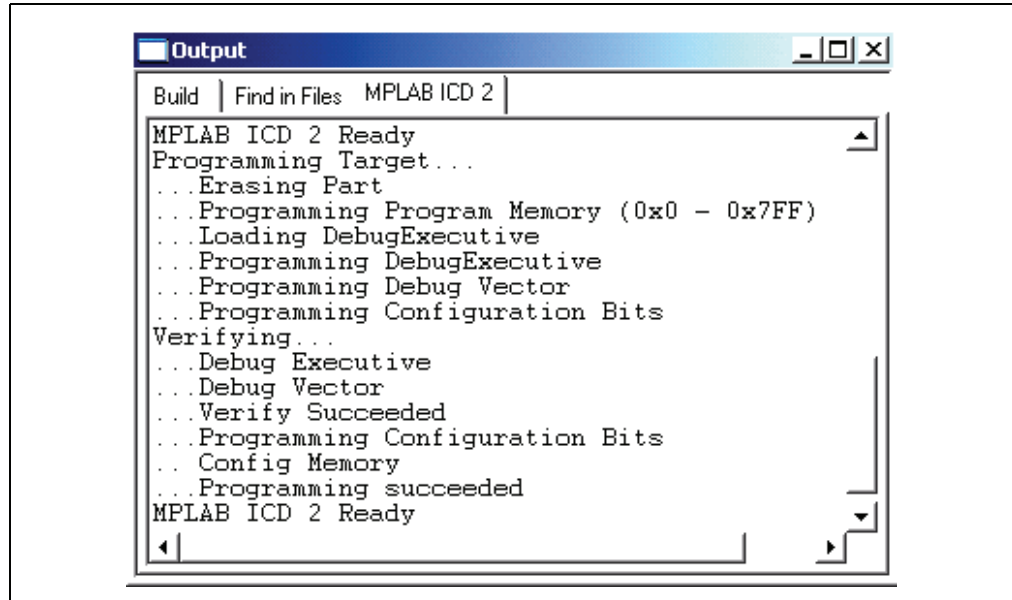 Output
Build Find in Files MPLAB ICD 2
MPLAB ICD 2 Ready
Programming Target...
...Erasing Part
...Programming Program Memory (0x0 - 0x7FF)
...Loading DebugExecutive
...Programming DebugExecutive
...Programming Debug Vector
...Programming Configuration Bits
Verifying...
...Debug Executive
...Debug Vector
...Verify Succeeded
...Programming Configuration Bits
.. Config Memory
...Programming succeeded
MPLAB ICD 2 Ready